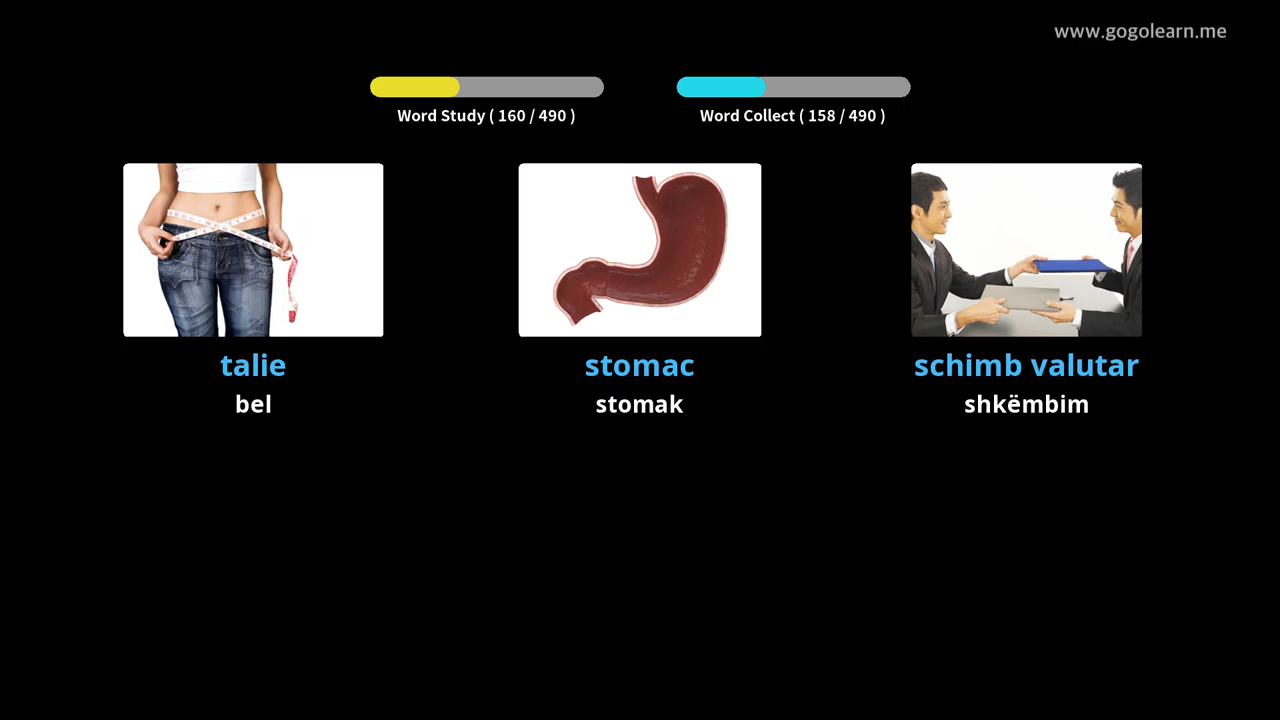 www.gogolearn.me
Word Study ( 160 / 490 )
Word Collect ( 158 / 490 )
talie
stomac
schimb valutar
bel
stomak
shkëmbim